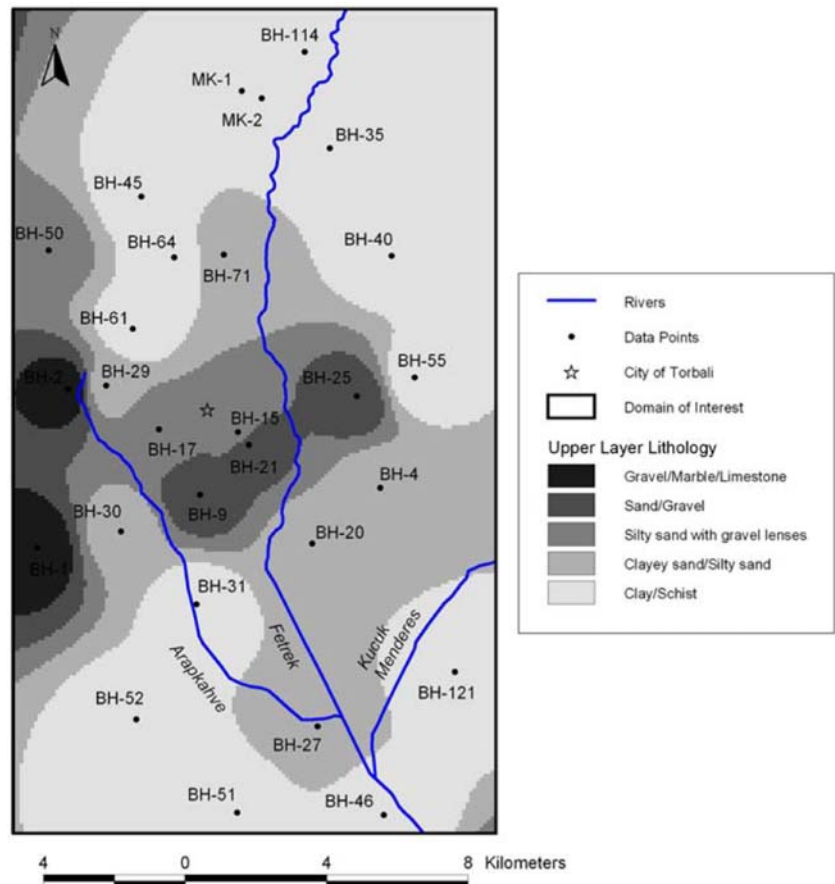 N
BH-114
MK-1
MK-2
BH-35
BH-45
BH-50
BH-64
BH-40
BH-71
BH-61
BH-2
BH-29
BH-25
BH-55
BH-15
BH-17
BH-21
BH-4
BH-9
BH-30
BH-20
BH-1
BH-31
Fetrek
Kucuk
Menderes
Arapkahve
BH-121
BH-52
BH-27
BH-51
BH-46
4 0 4 8 Kilometers
Rivers
Data Points
City of Torbali
Domain of Interest
Upper Layer Lithology
Gravel/Marble/Limestone
Sand/Gravel
Silty sand with gravel lenses
Clayey sand/Silty sand
Clay/Schist